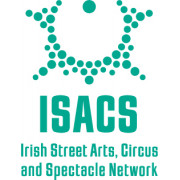 ISACS
Irish Street Arts, Circus
and Spectacle Network